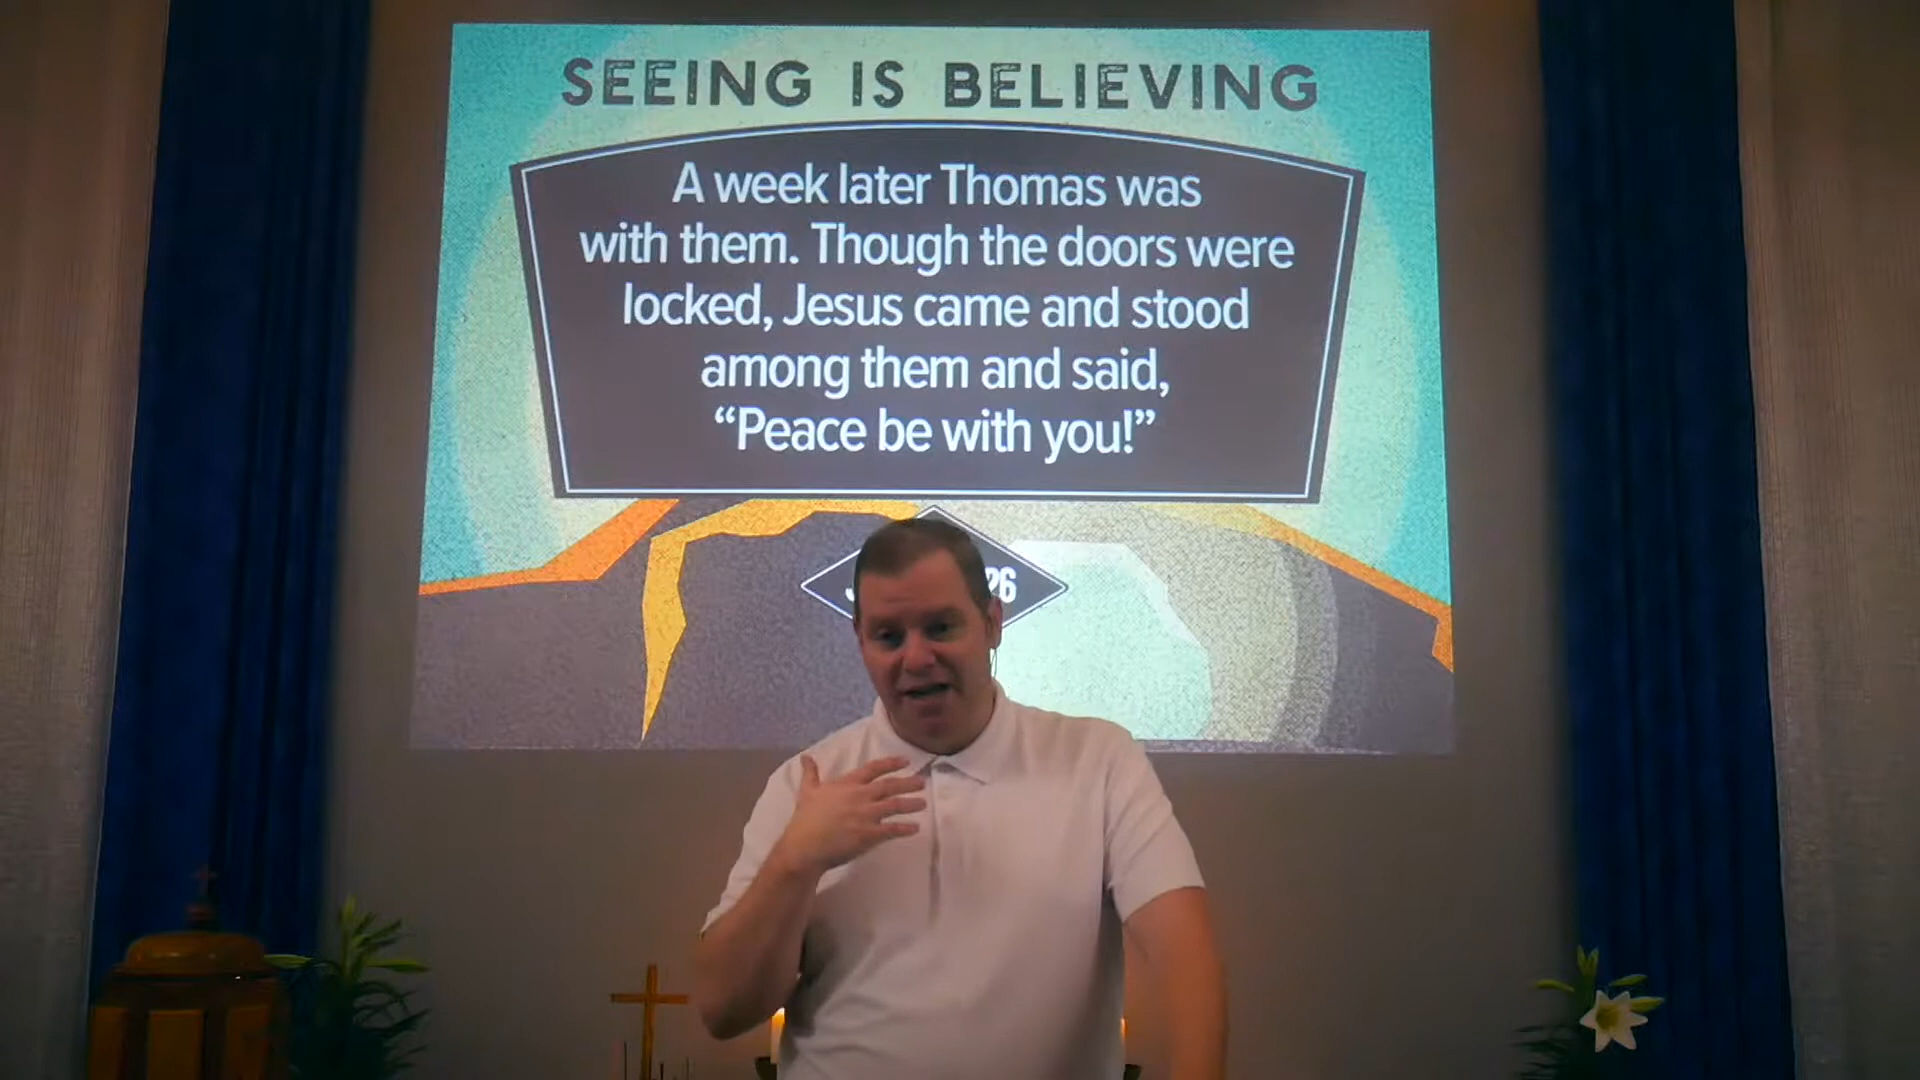 SEEING IS BELIEVING
A week later Thomas was
with them. Though the doors were
locked, Jesus came and stood
among them and said,
“Peace be with you!”
26